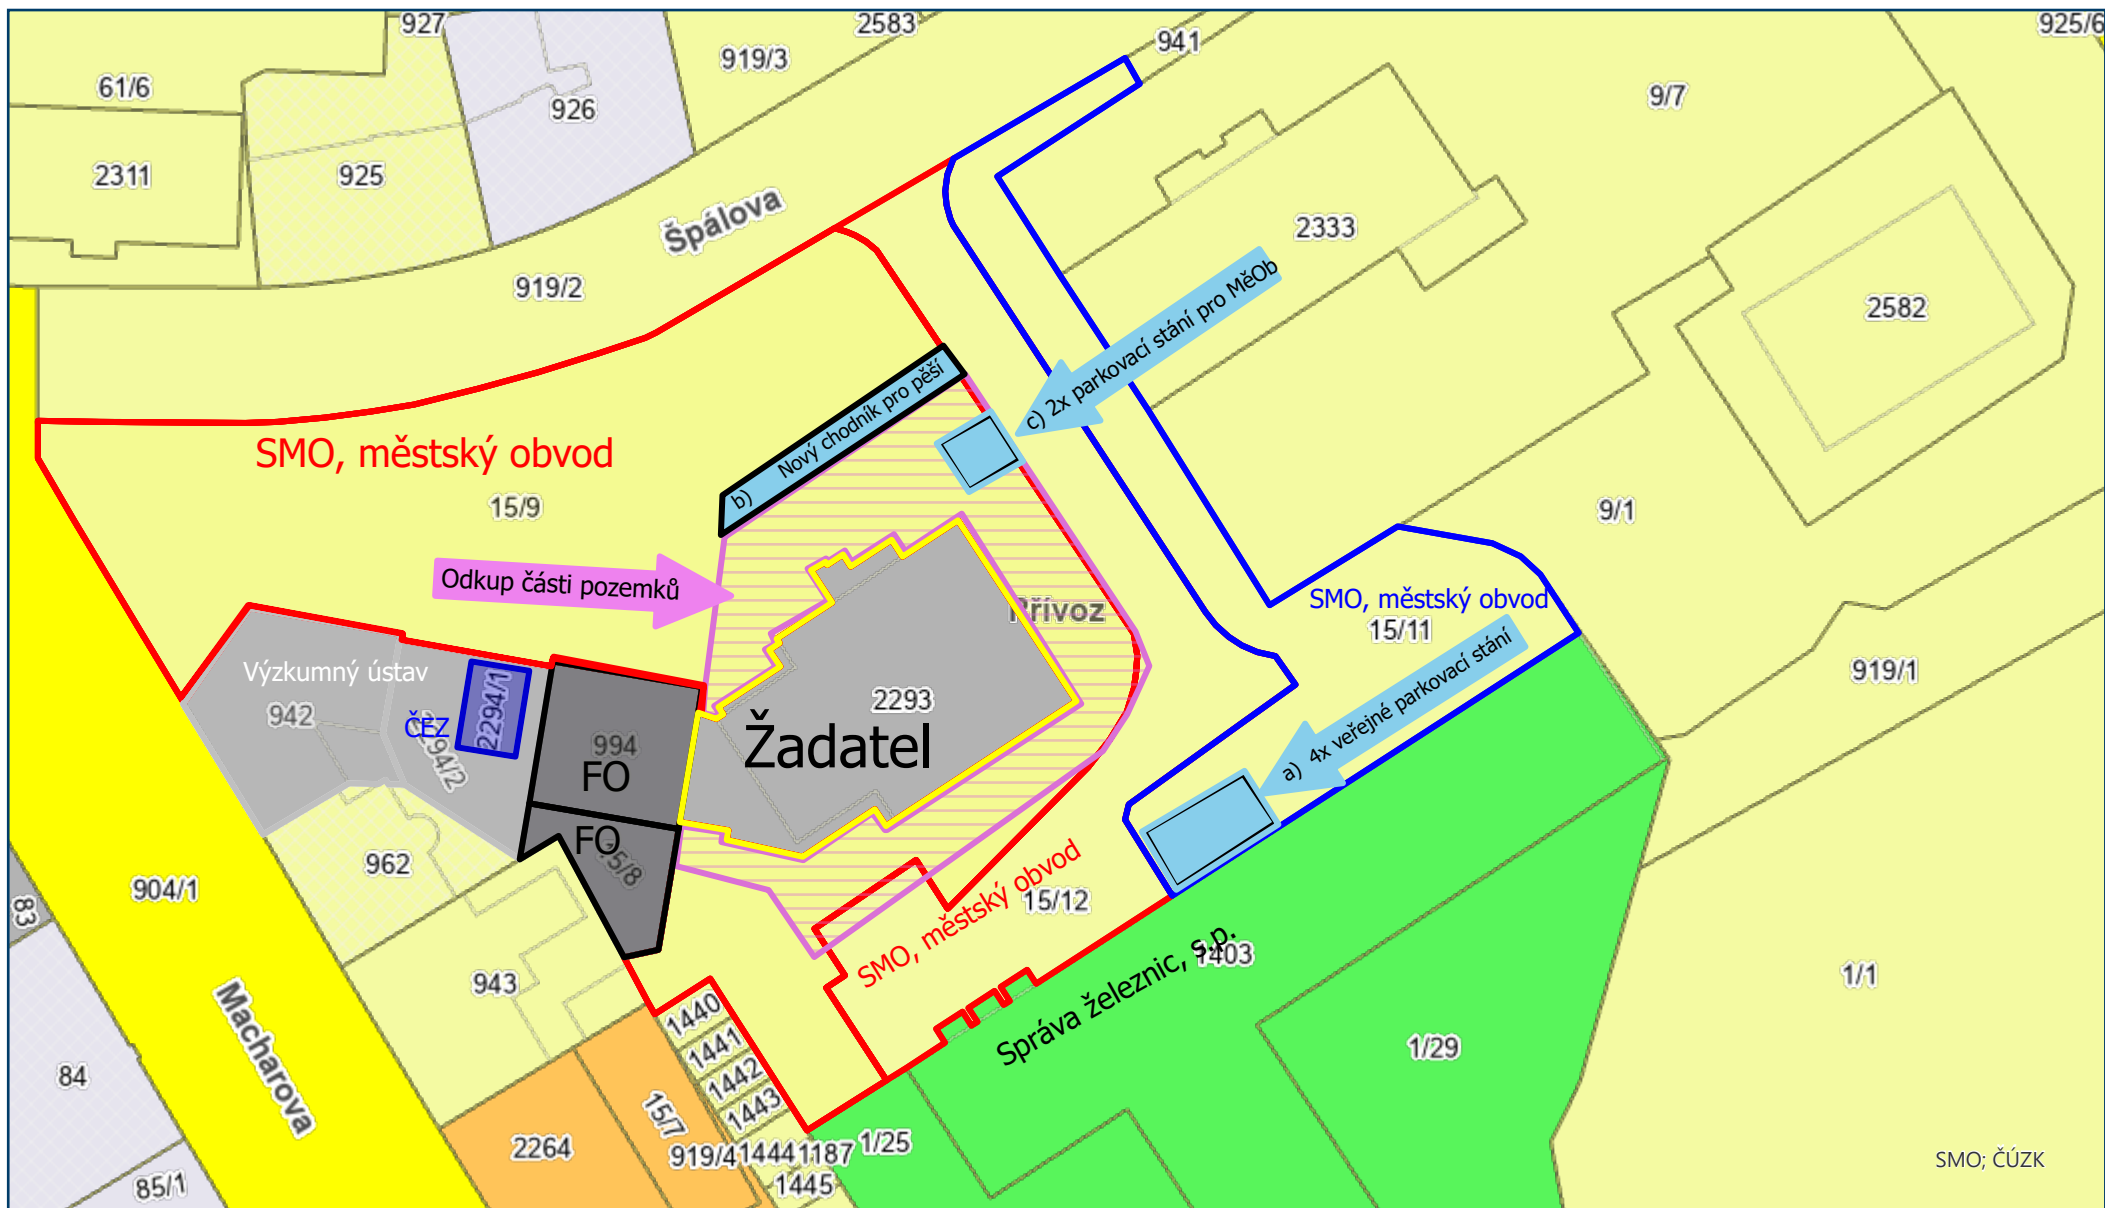 927
2583
919/3
941
925/6
61/6
926
9/7
2311
925
Špálova
2333
919/2
2582
c) 2x parkovací stání pro MěOb
b) Nový chodník pro pěší
SMO, městský obvod
15/9
9/1
Odkup části pozemků
Přívoz
SMO, městský obvod
15/11
Výzkumný ústav
942
2294/1
ČEZ
2294/2
994
FO
2293
Žadatel
919/1
a) 4x veřejné parkovací stání
FO
15/8
962
904/1
83
15/12
SMO, městský obvod
Správa železnic, s.p.
1403
943
1/1
Macharova
1440
1441
1442
1443
84
1/29
15/7
2264
919/4
1444
1187
1/25
1445
85/1
SMO; ČÚZK